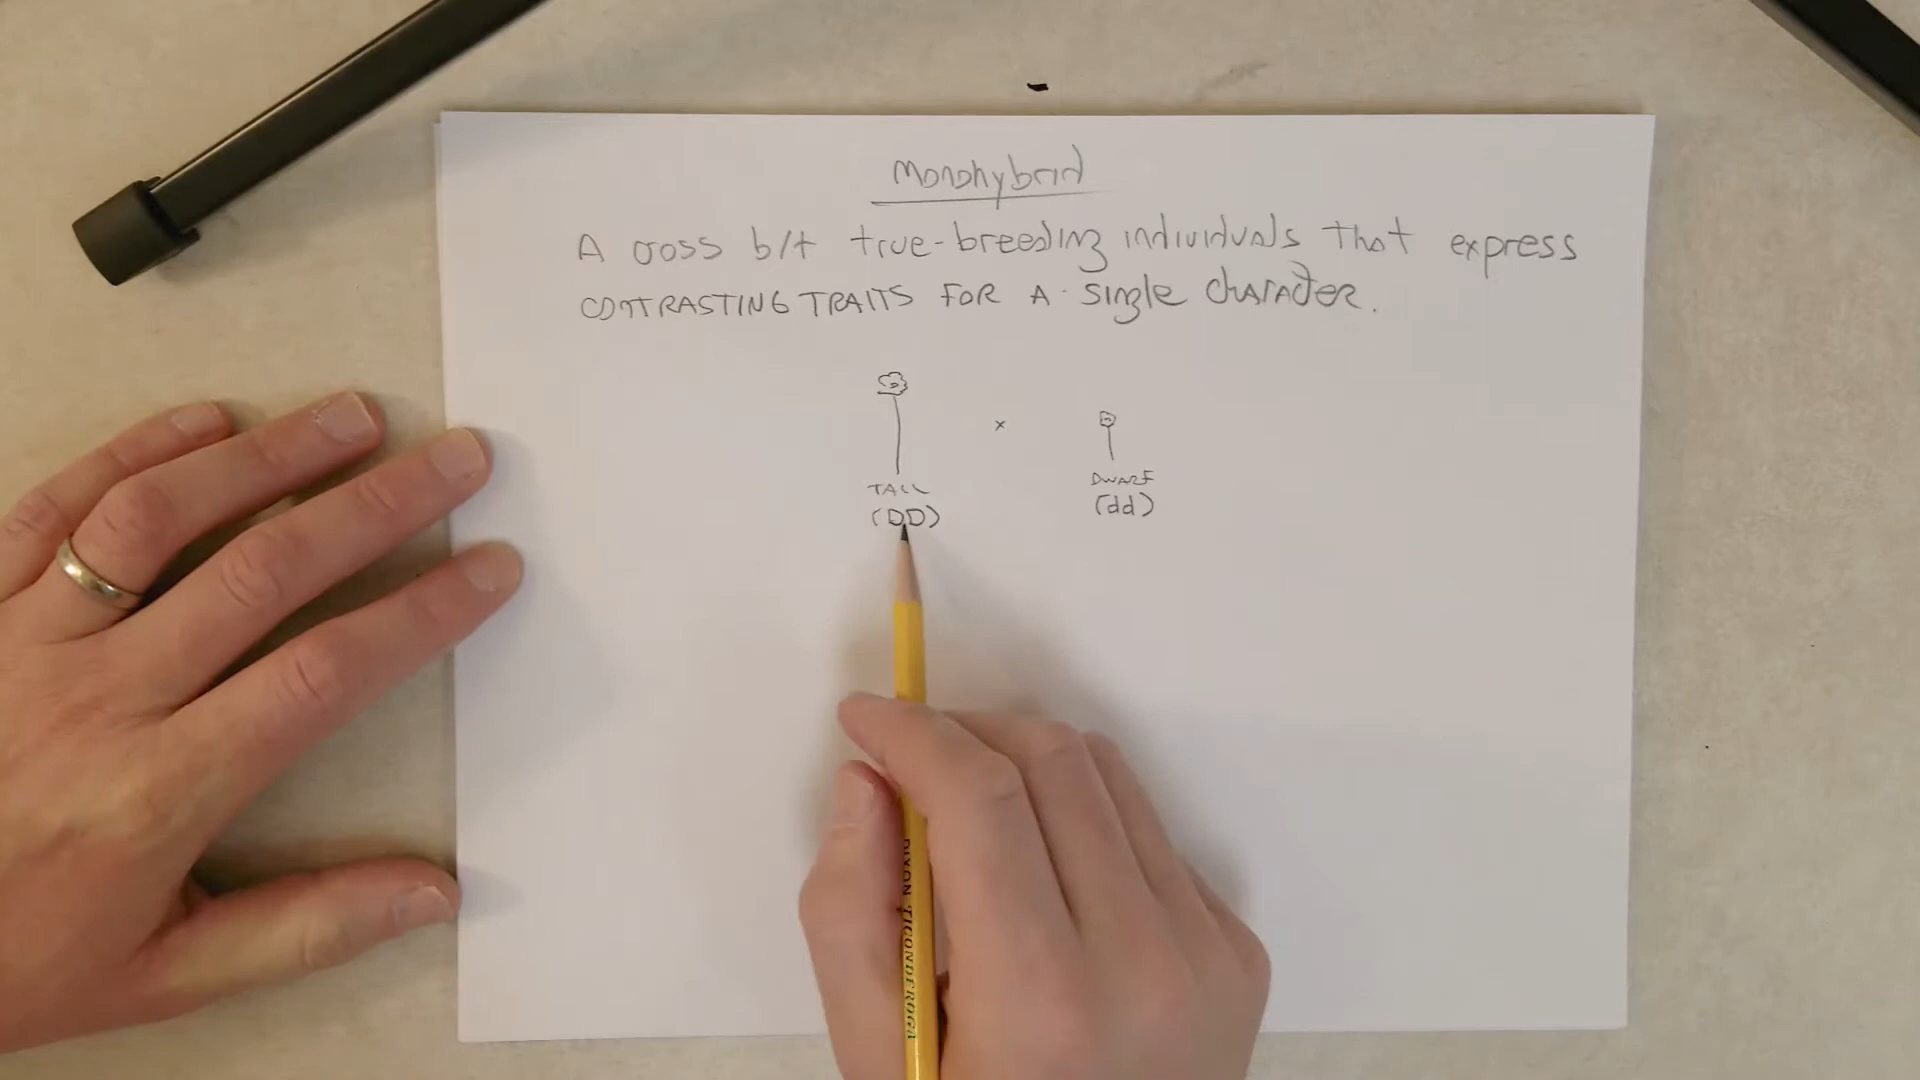 Monohybrid
A cross b/t true-breeding individuals that express
CONTRASTING TRAITS FOR A single character.
x
TALL
(DD)
DWARF
(dd)
DIXON TICONDEROGA